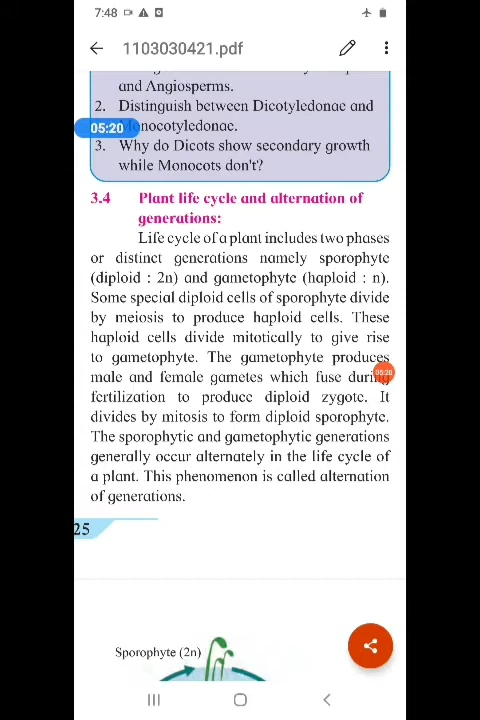 7:48
1103030421.pdf
and Angiosperms.
2. Distinguish between Dicotyledonae and
05:20 onocotyledonae.
3. Why do Dicots show secondary growth
while Monocots don't?
3.4 Plant life cycle and alternation of
generations:
Life cycle of a plant includes two phases
or distinct generations namely sporophyte
(diploid : 2n) and gametophyte (haploid : n).
Some special diploid cells of sporophyte divide
by meiosis to produce haploid cells. These
haploid cells divide mitotically to give rise
to gametophyte. The gametophyte produces
male and female gametes which fuse during
05:20
fertilization to produce diploid zygote. It
divides by mitosis to form diploid sporophyte.
The sporophytic and gametophytic generations
generally occur alternately in the life cycle of
a plant. This phenomenon is called alternation
of generations.
25
Sporophyte (2n)